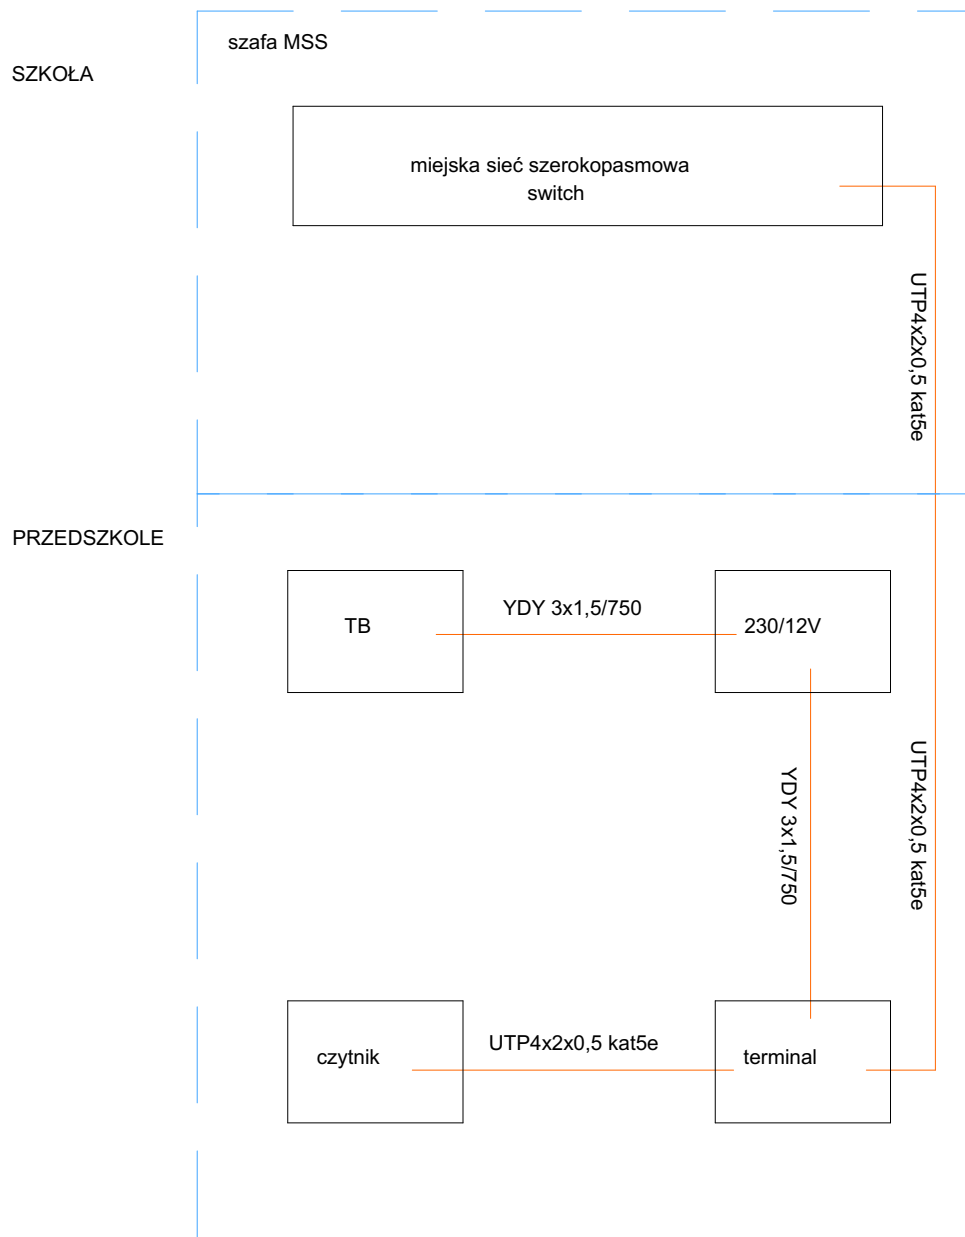 szafa MSS
SZKOŁA
miejska sieć szerokopasmowa
switch
UTP4x2x0,5 kat5e
PRZEDSZKOLE
TB
YDY 3x1,5/750
230/12V
YDY 3x1,5/750
UTP4x2x0,5 kat5e
czytnik
UTP4x2x0,5 kat5e
terminal